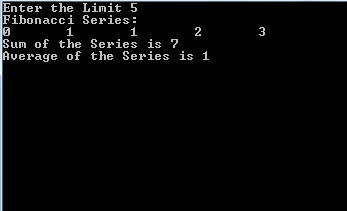 Enter the Limit 5
Fibonacci Series:
0 1 1 2 3
Sum of the Series is 7
Average of the Series is 1